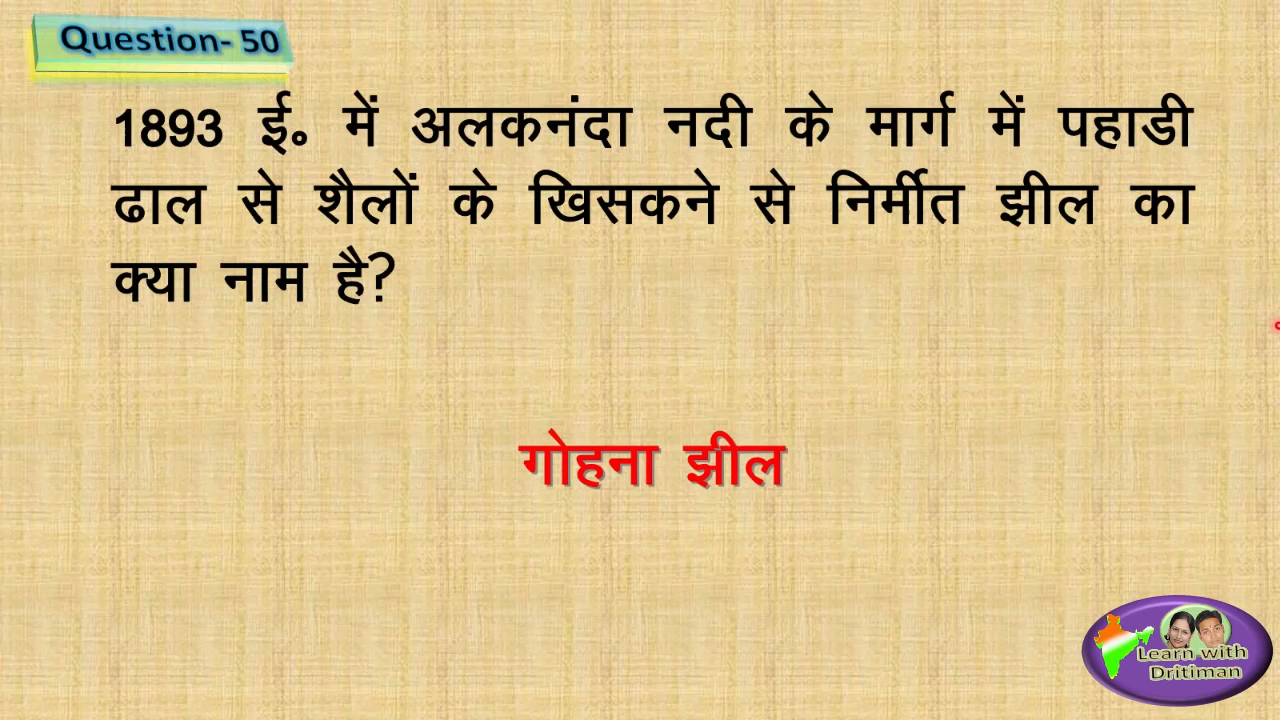 Question- 50
1893 ई॰ में अलकनंदा नदी के मार्ग में पहाडी
ढाल से शैलों के खिसकने से निर्मीत झील का
क्या नाम है?
गोहना झील
Learn with
Dritiman